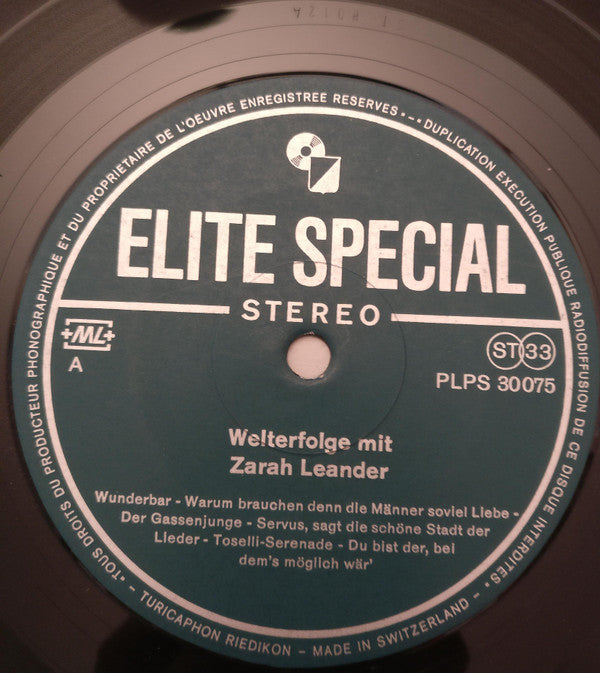 "TOUS DROITS DU PRODUCTEUR PHONOGRAPHIQUE ET DU PROPRIETAIRE DE L'OEUVRE ENREGISTREE RESERVES" - "DUPLICATION EXECUTION PUBLIQUE RADIODIFFUSION DE CE DISQUE INTERDITES"
ELITE SPECIAL
STEREO
+ML+
A
ST 33
PLPS 30075
Welterfolge mit
Zarah Leander
Wunderbar - Warum brauchen denn die Männer soviel Liebe -
Der Gassenjunge - Servus, sagt die schöne Stadt der
Lieder - Toselli-Serenade - Du bist der, bei
dem's möglich wär'
- TURICAPHON RIEDIKON - MADE IN SWITZERLAND -